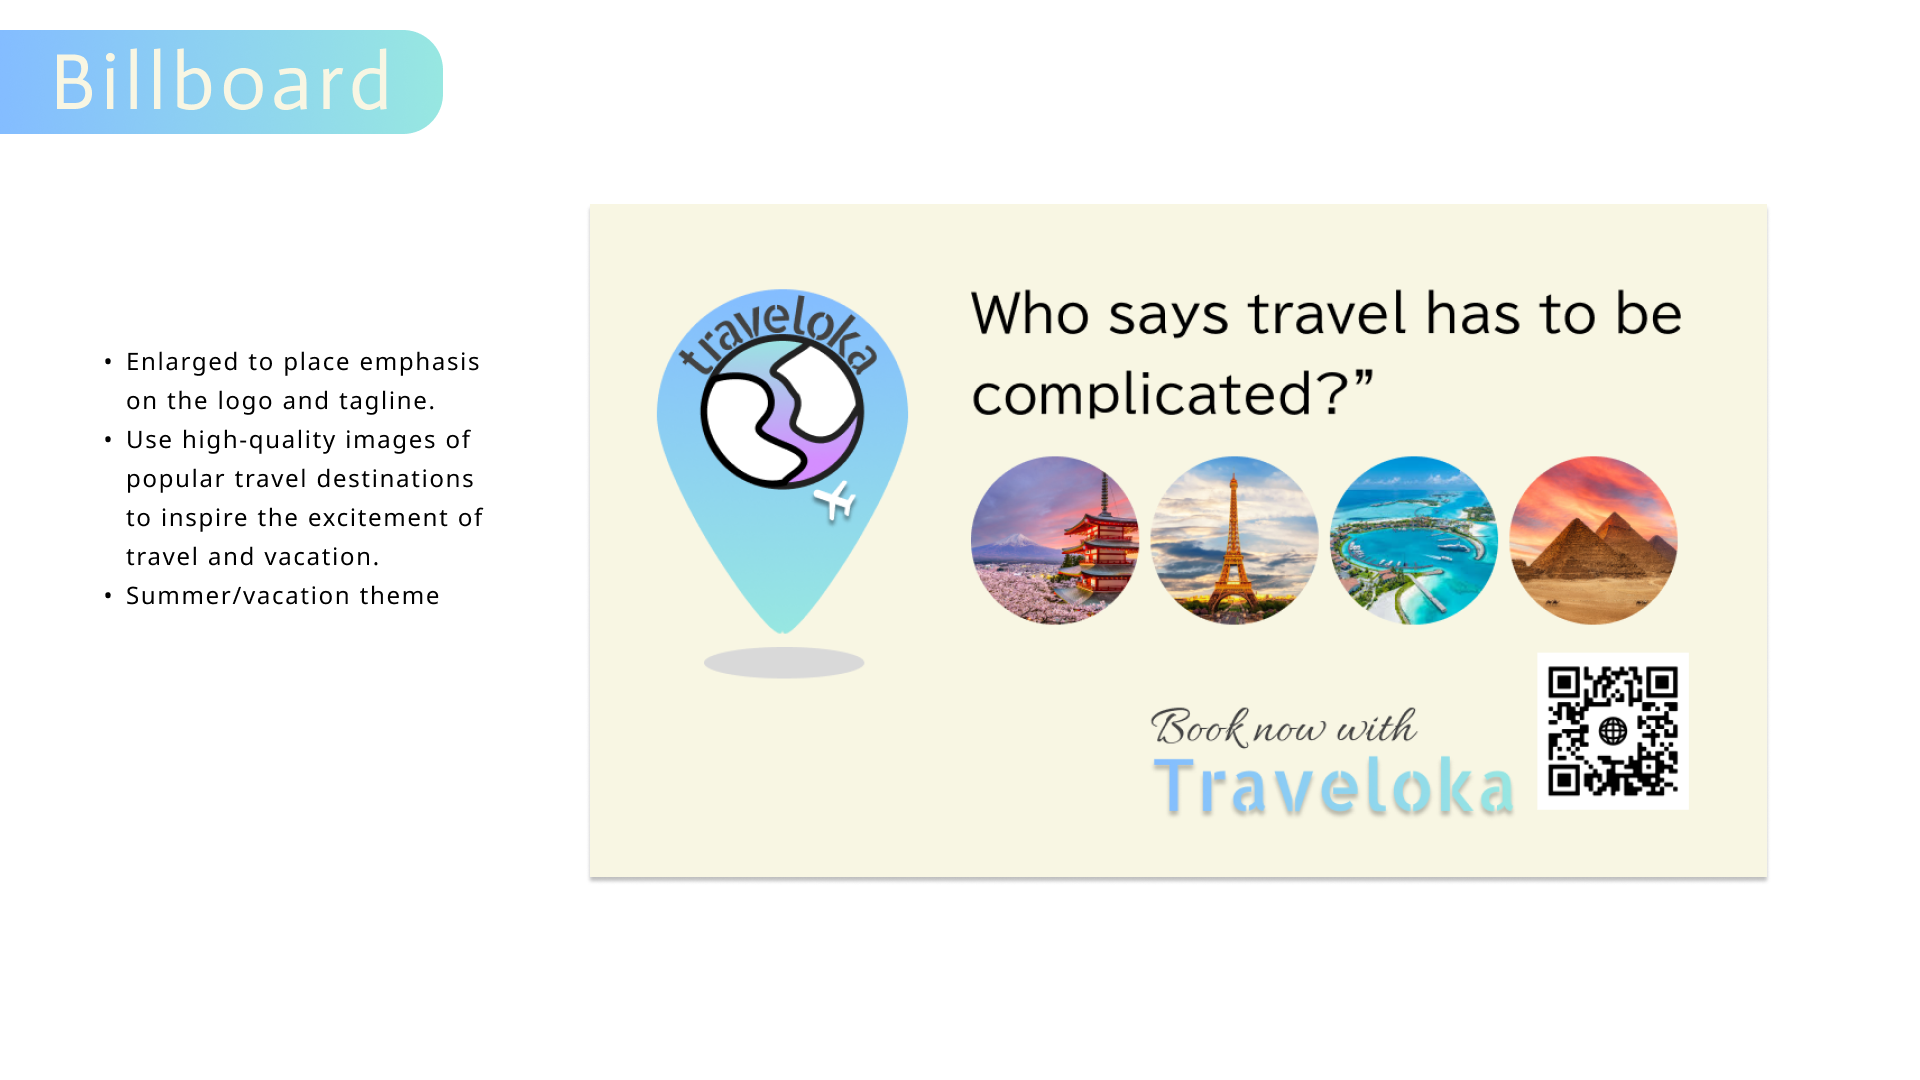 Billboard
• Enlarged to place emphasis
on the logo and tagline.
• Use high-quality images of
popular travel destinations
to inspire the excitement of
travel and vacation.
• Summer/vacation theme
traveloka
Who says travel has to be
complicated?”
Book now with
Traveloka